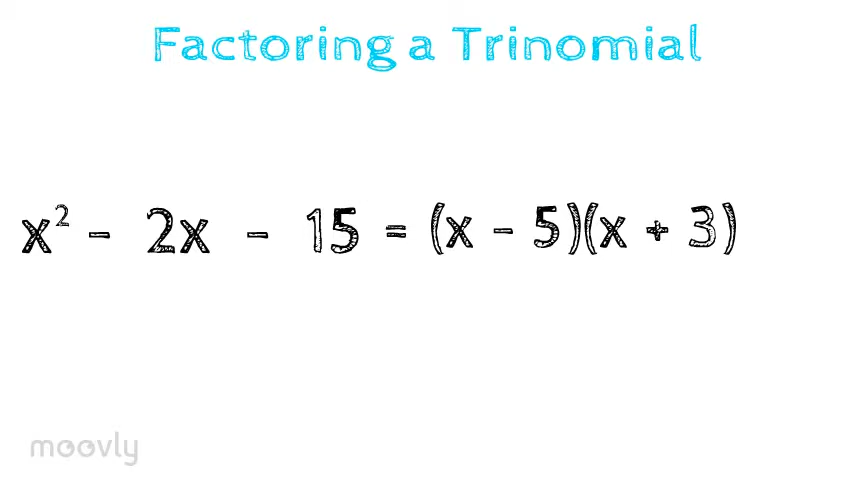 Factoring a Trinomial
x² - 2x - 15 = (x - 5)(x + 3)
moovly